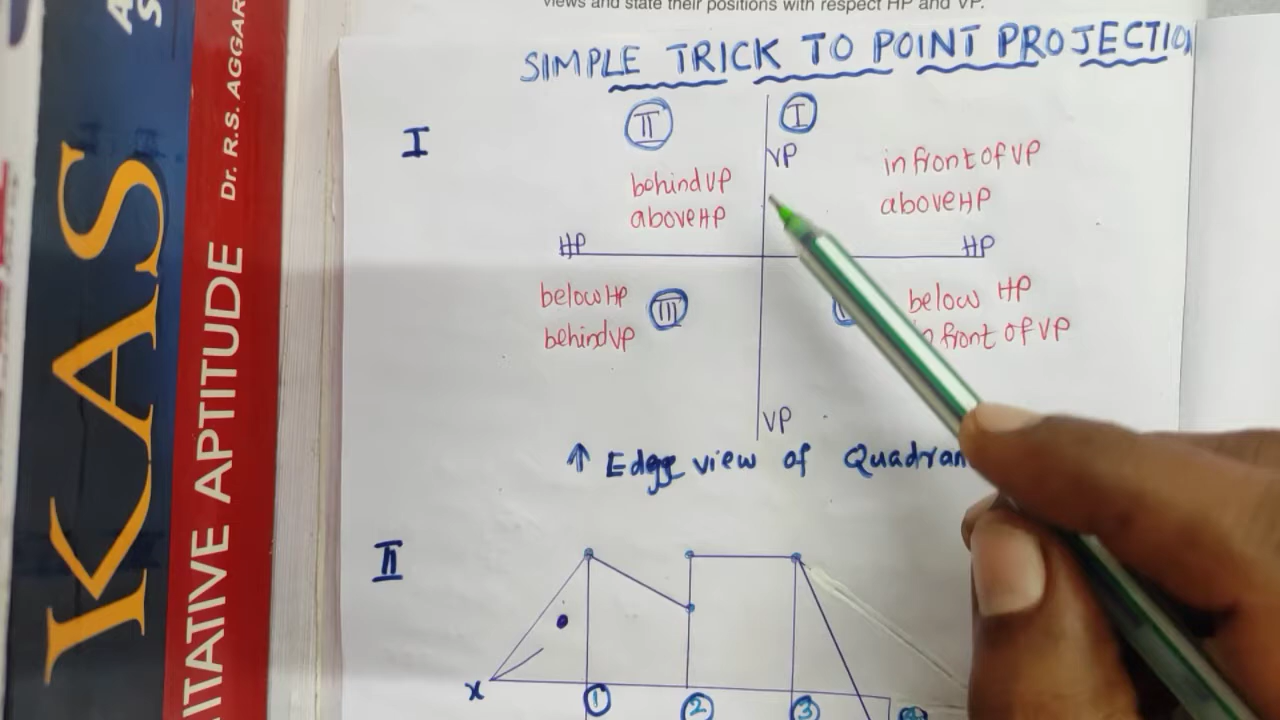 views and state their positions with respect HP and VP.
SIMPLE TRICK TO POINT PROJECTION
I
II
I
VP
behind VP
above HP
in front of VP
above HP
HP
HP
below HP
behind VP
III
below HP
front of VP
VP
↑ Edge view of Quadran
II
X
1
2
3
KAS
ITATIVE APTITUDE Dr. R.S. AGGAR